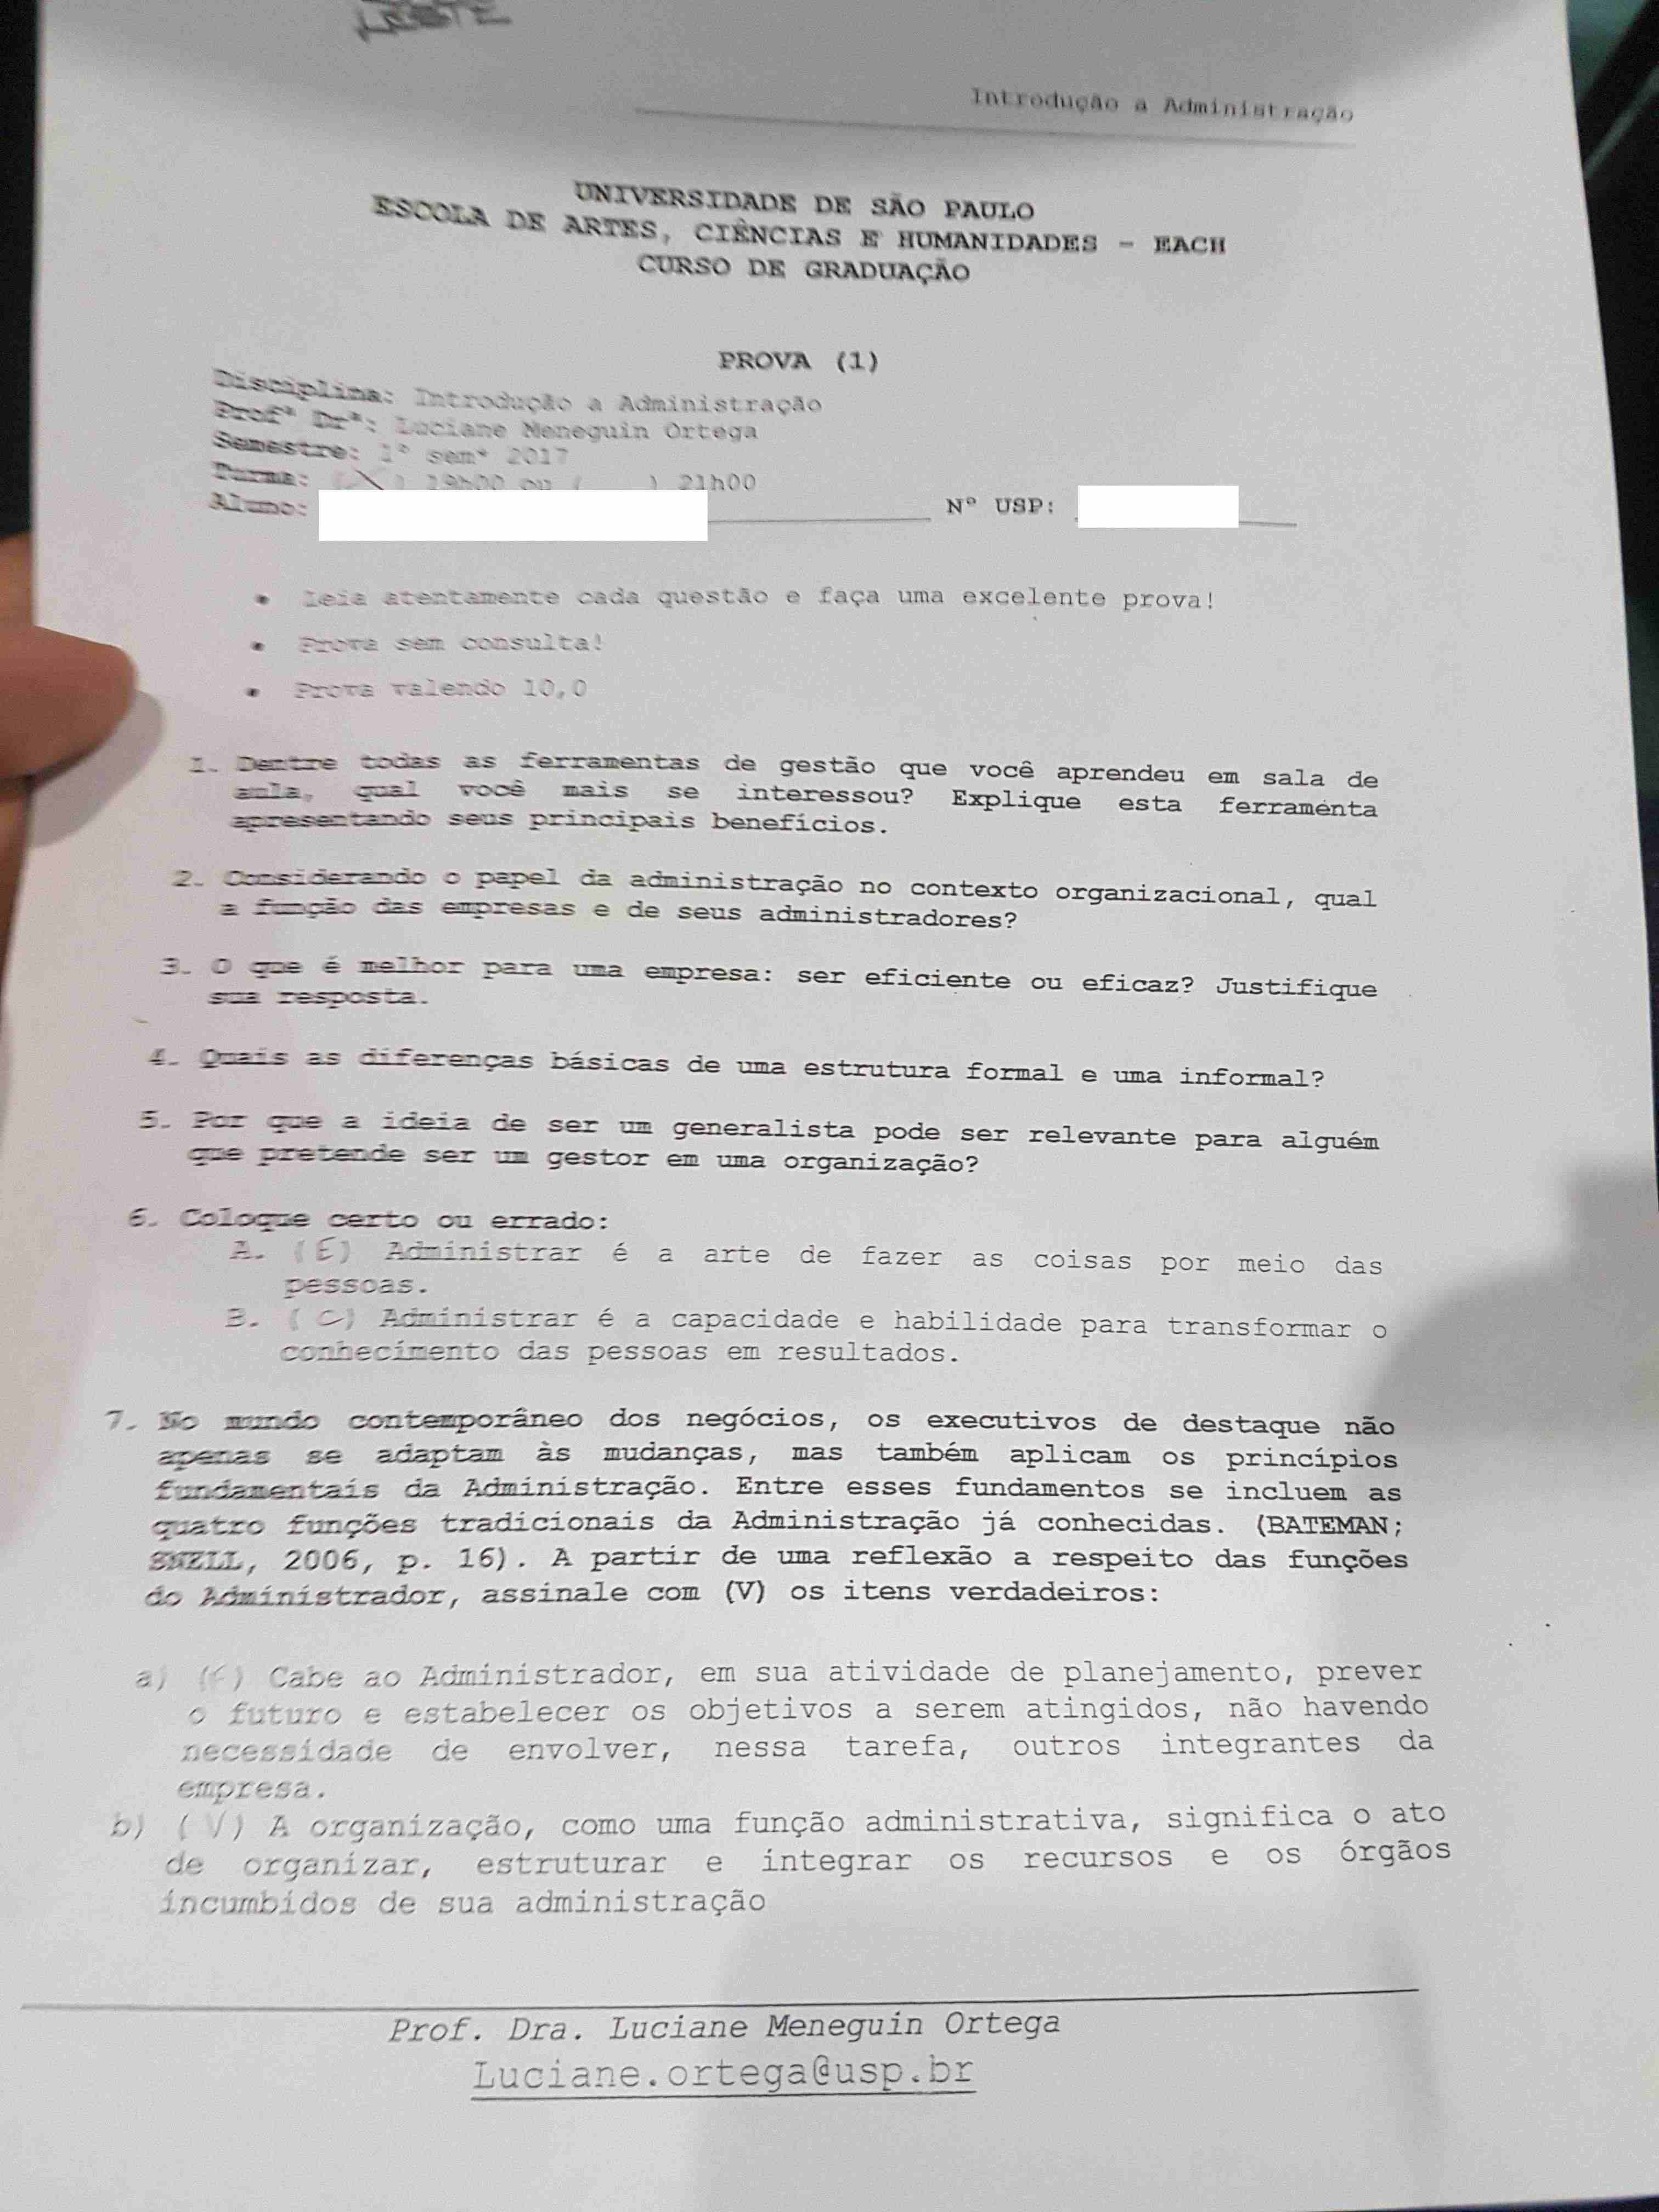 LESTE
Introdução a Administração
UNIVERSIDADE DE SÃO PAULO
ESCOLA DE ARTES, CIÊNCIAS E HUMANIDADES - EACH
CURSO DE GRADUAÇÃO
PROVA (1)
Disciplina: Introdução a Administração
Profª Drª: Luciane Meneguin Ortega
Semestre: 1º semº 2017
Turma: (X) 19h00 ou ( ) 21h00
Aluno: Nº USP:
• Leia atentamente cada questão e faça uma excelente prova!
• Prova sem consulta!
• Prova valendo 10,0
1. Dentre todas as ferramentas de gestão que você aprendeu em sala de
aula, qual você mais se interessou? Explique esta ferramenta
apresentando seus principais benefícios.
2. Considerando o papel da administração no contexto organizacional, qual
a função das empresas e de seus administradores?
3. O que é melhor para uma empresa: ser eficiente ou eficaz? Justifique
sua resposta.
4. Quais as diferenças básicas de uma estrutura formal e uma informal?
5. Por que a ideia de ser um generalista pode ser relevante para alguém
que pretende ser um gestor em uma organização?
6. Coloque certo ou errado:
A. (E) Administrar é a arte de fazer as coisas por meio das
pessoas.
B. (C) Administrar é a capacidade e habilidade para transformar o
conhecimento das pessoas em resultados.
7. No mundo contemporâneo dos negócios, os executivos de destaque não
apenas se adaptam às mudanças, mas também aplicam os princípios
fundamentais da Administração. Entre esses fundamentos se incluem as
quatro funções tradicionais da Administração já conhecidas. (BATEMAN;
SNELL, 2006, p. 16). A partir de uma reflexão a respeito das funções
do Administrador, assinale com (V) os itens verdadeiros:
a) (F) Cabe ao Administrador, em sua atividade de planejamento, prever
o futuro e estabelecer os objetivos a serem atingidos, não havendo
necessidade de envolver, nessa tarefa, outros integrantes da
empresa.
b) (V) A organização, como uma função administrativa, significa o ato
de organizar, estruturar e integrar os recursos e os órgãos
incumbidos de sua administração
Prof. Dra. Luciane Meneguin Ortega
Luciane.ortega@usp.br